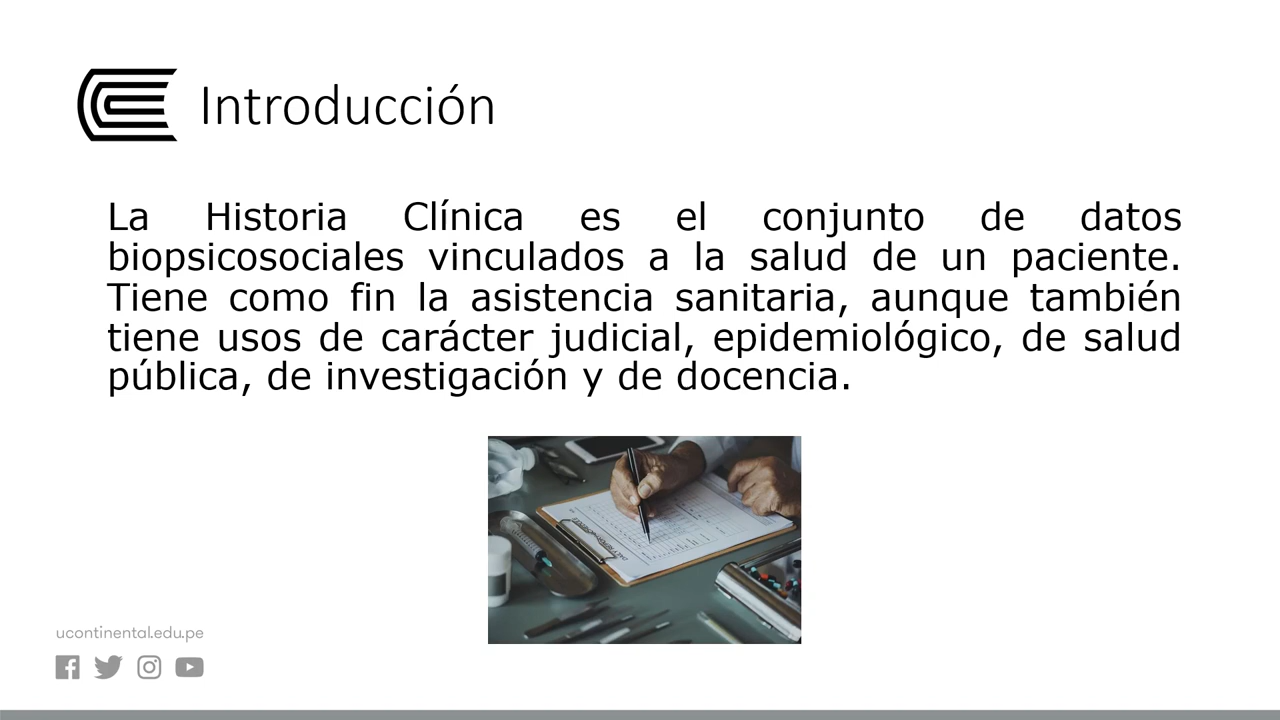 Introducción
La Historia Clínica es el conjunto de datos
biopsicosociales vinculados a la salud de un paciente.
Tiene como fin la asistencia sanitaria, aunque también
tiene usos de carácter judicial, epidemiológico, de salud
pública, de investigación y de docencia.
ucontinental.edu.pe